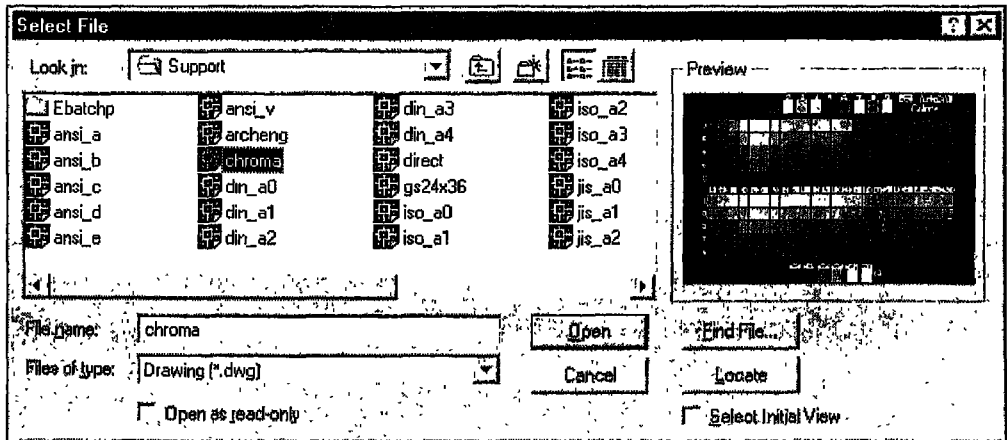 Select File
Look in: Support
Preview
Ebatchp ansi_v din_a3 iso_a2
ansi_a archeng din_a4 iso_a3
ansi_b chroma direct iso_a4
ansi_c din_a0 gs24x36 jis_a0
ansi_d din_a1 iso_a0 jis_a1
ansi_e din_a2 iso_a1 jis_a2
File name: chroma Open Find File...
Files of type: Drawing (*.dwg) Cancel Locate
Open as read-only Select Initial View